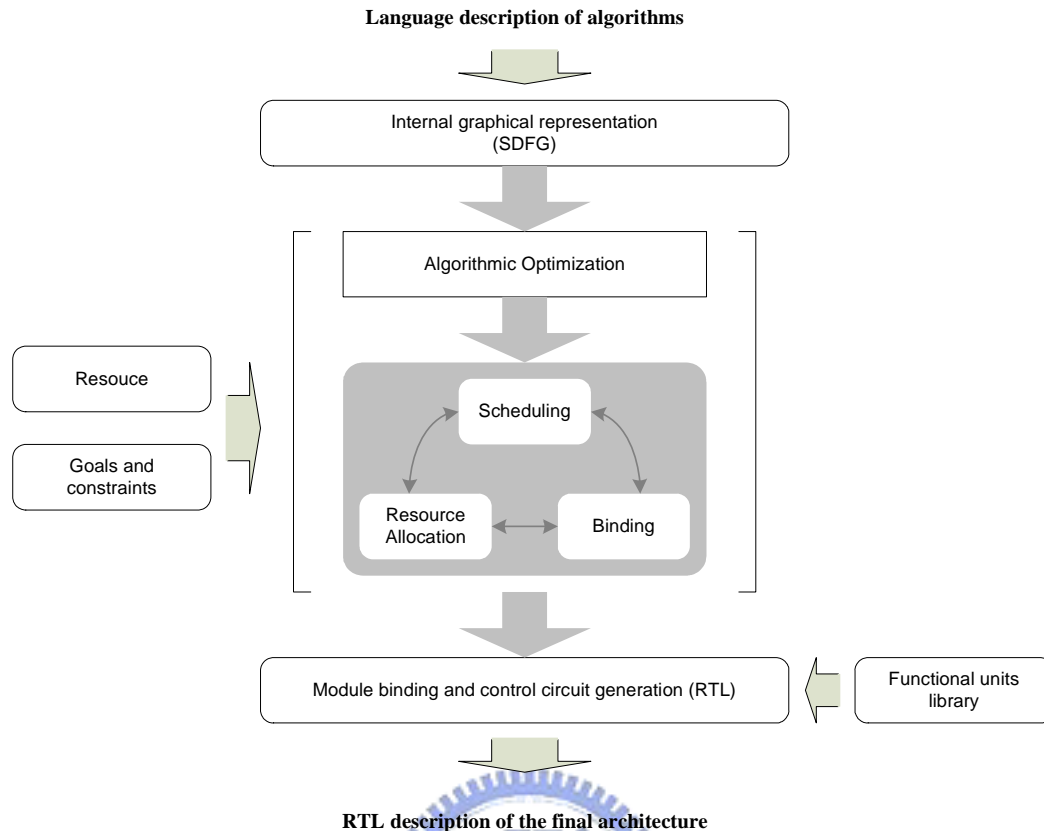 Language description of algorithms
Internal graphical representation
(SDFG)
Algorithmic Optimization
Resouce
Goals and
constraints
Scheduling
Resource
Allocation
Binding
Module binding and control circuit generation (RTL)
Functional units
library
RTL description of the final architecture